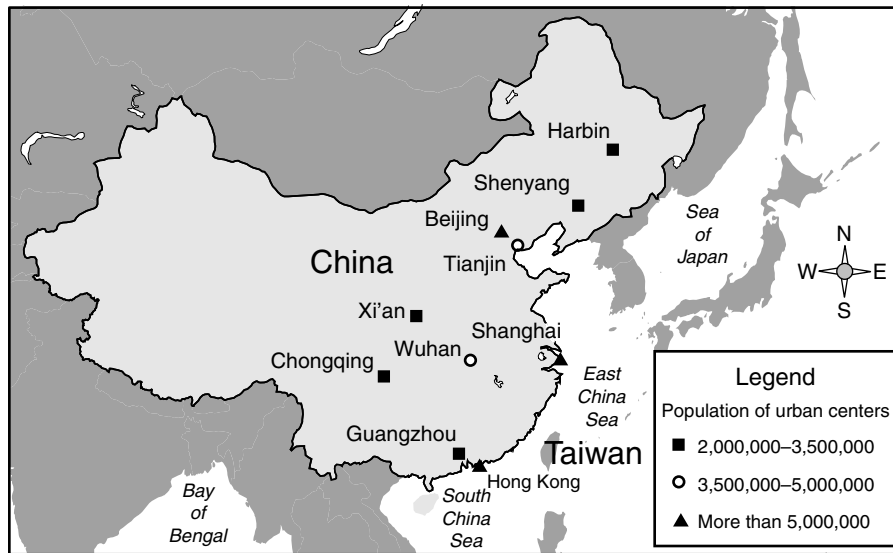 Harbin
Shenyang
Beijing
Tianjin
Sea
of
Japan
N
W
E
S
China
Xi'an
Shanghai
Wuhan
Chongqing
East
China
Sea
Guangzhou
Taiwan
Hong Kong
South
China
Sea
Bay
of
Bengal
Legend
Population of urban centers
2,000,000–3,500,000
3,500,000–5,000,000
More than 5,000,000